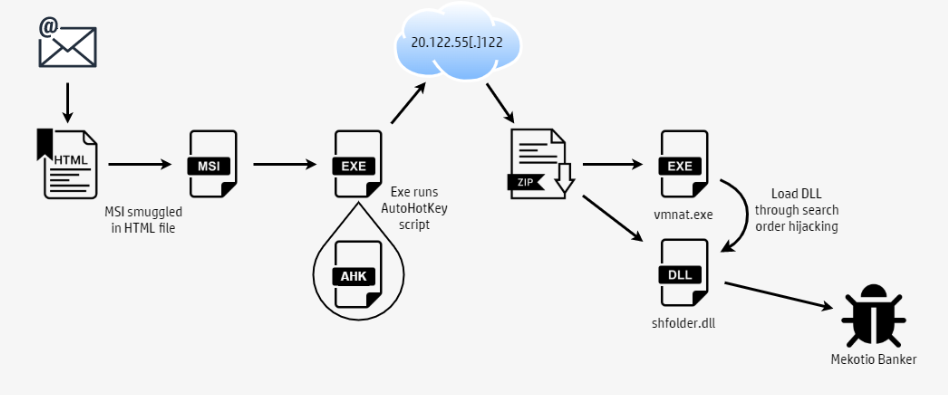 @
20.122.55[.]122
HTML
MSI
EXE
ZIP
EXE
MSI smuggled
in HTML file
Exe runs
AutoHotKey
script
AHK
vmnat.exe
Load DLL
through search
order hijacking
DLL
shfolder.dll
Mekotio Banker